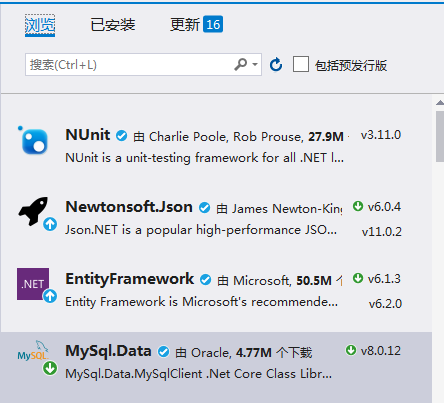 浏览 已安装 更新 16
搜索(Ctrl+L) 包括预发行版
NUnit 由 Charlie Poole, Rob Prouse, 27.9M v3.11.0
NUnit is a unit-testing framework for all .NET l...
Newtonsoft.Json 由 James Newton-King v6.0.4
Json.NET is a popular high-performance JSO... v11.0.2
.NET EntityFramework 由 Microsoft, 50.5M 个 v6.1.3
Entity Framework is Microsoft's recommende... v6.2.0
MySQL MySql.Data 由 Oracle, 4.77M 个下载 v8.0.12
MySql.Data.MySqlClient .Net Core Class Libr...